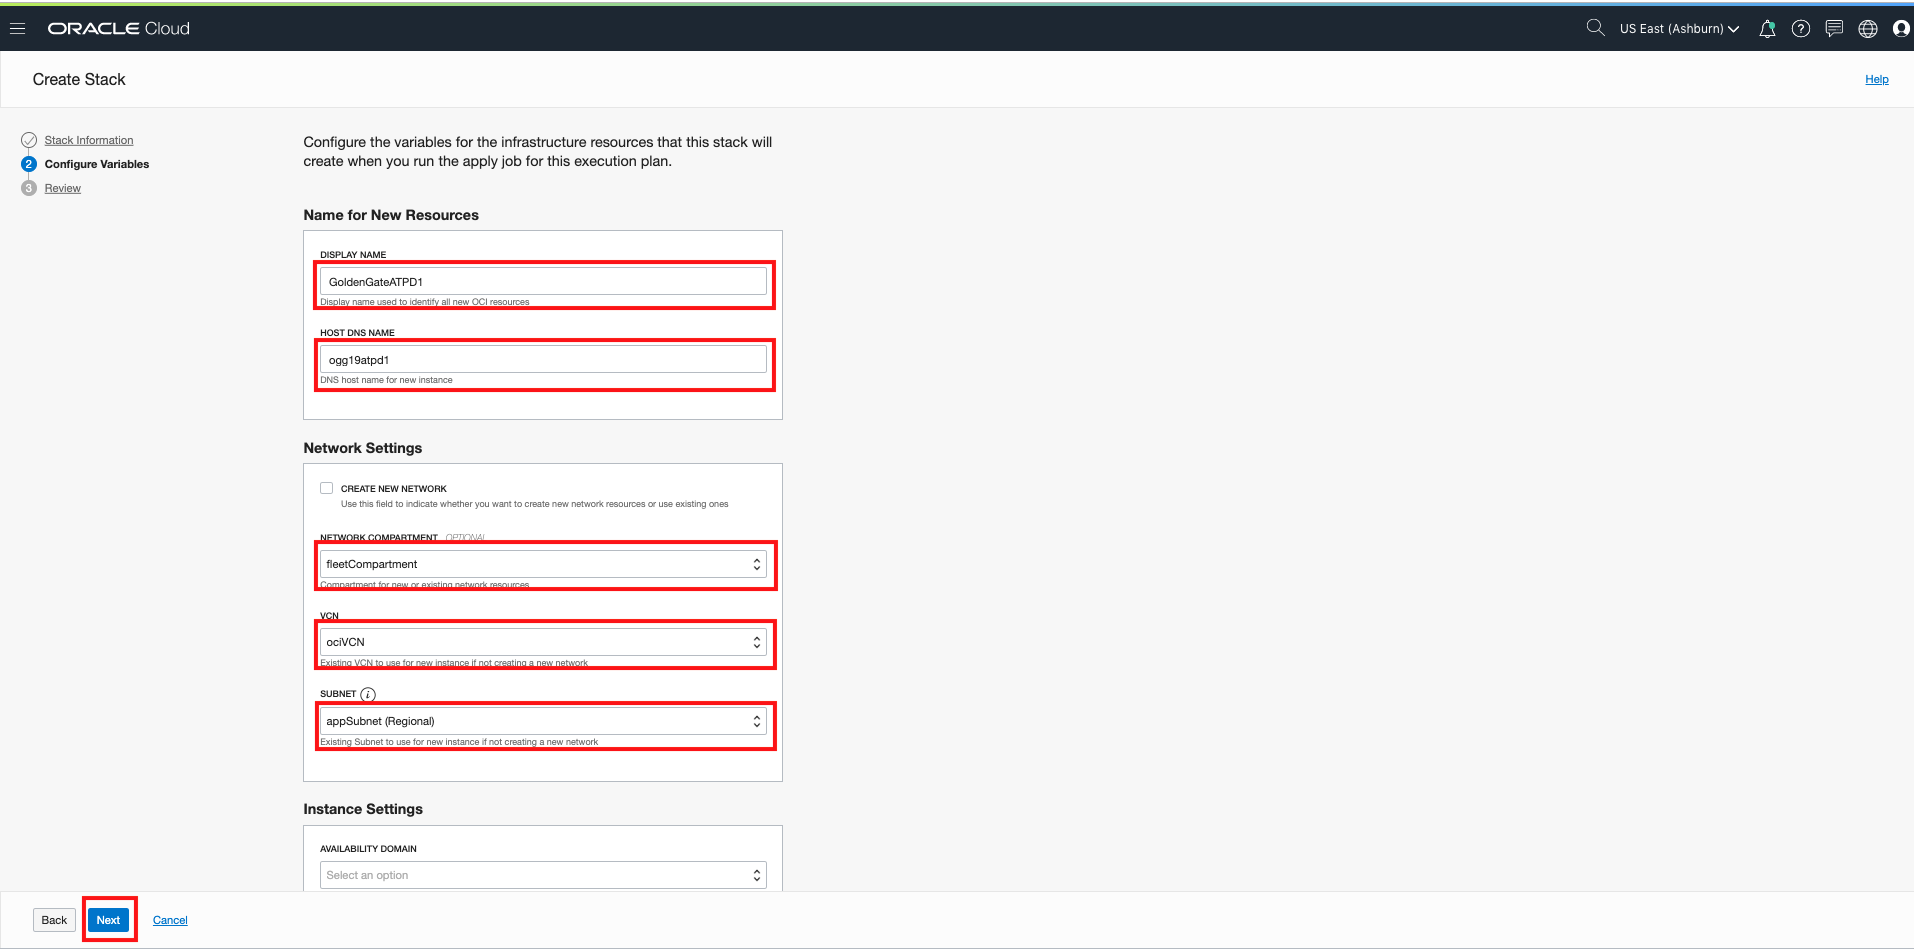 ORACLE Cloud
US East (Ashburn)
Create Stack
Help
Stack Information
2 Configure Variables
3 Review
Configure the variables for the infrastructure resources that this stack will
create when you run the apply job for this execution plan.
Name for New Resources
DISPLAY NAME
GoldenGateATPD1
Display name used to identify all new OCI resources
HOST DNS NAME
ogg19atpd1
DNS host name for new instance
Network Settings
CREATE NEW NETWORK
Use this field to indicate whether you want to create new network resources or use existing ones
NETWORK COMPARTMENT OPTIONAL
fleetCompartment
Compartment for new or existing network resources
VCN
ociVCN
Existing VCN to use for new instance if not creating a new network
SUBNET i
appSubnet (Regional)
Existing Subnet to use for new instance if not creating a new network
Instance Settings
AVAILABILITY DOMAIN
Select an option
Back
Next
Cancel